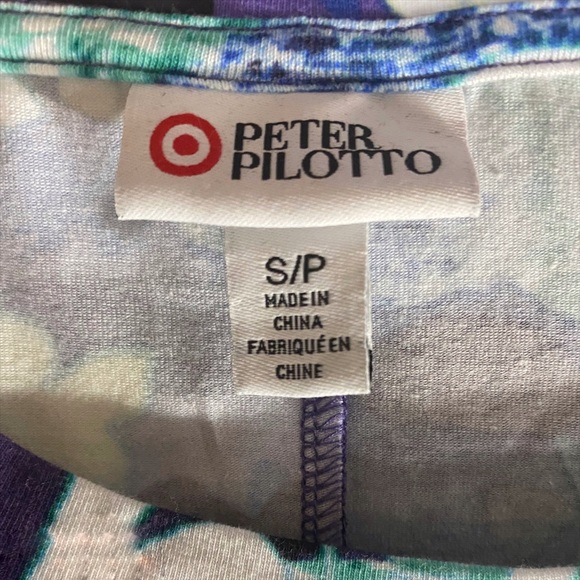 PETER
PILOTTO
S/P
MADE IN
CHINA
FABRIQUÉ EN
CHINE